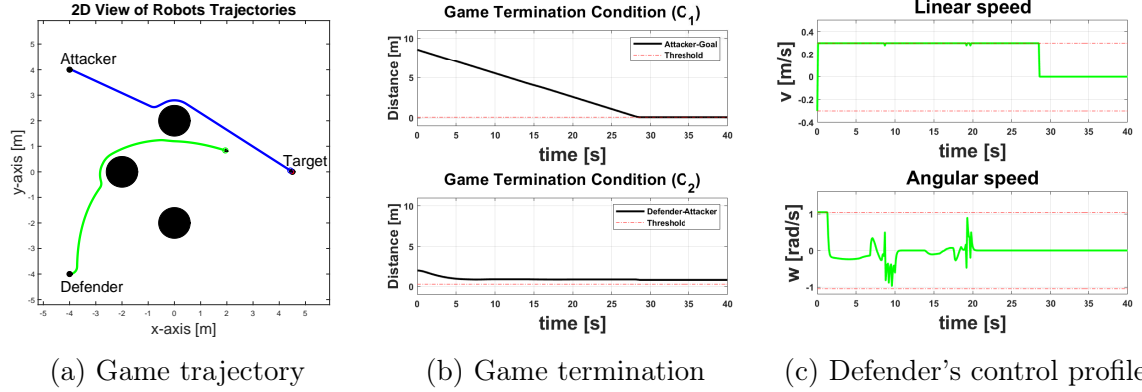 2D View of Robots Trajectories
Attacker
Target
Defender
y-axis [m]
5
4
3
2
1
0
-1
-2
-3
-4
-5
-5 -4 -3 -2 -1 0 1 2 3 4 5
x-axis [m]
(a) Game trajectory
Game Termination Condition (C1)
Distance [m]
10
5
0
Attacker-Goal
Threshold
0 5 10 15 20 25 30 35 40
time [s]
Game Termination Condition (C2)
Distance [m]
10
5
0
Defender-Attacker
Threshold
0 5 10 15 20 25 30 35 40
time [s]
(b) Game termination
Linear speed
v [m/s]
0.4
0.2
0
-0.2
-0.4
0 5 10 15 20 25 30 35 40
time [s]
Angular speed
w [rad/s]
1
0
-1
0 5 10 15 20 25 30 35 40
time [s]
(c) Defender's control profile